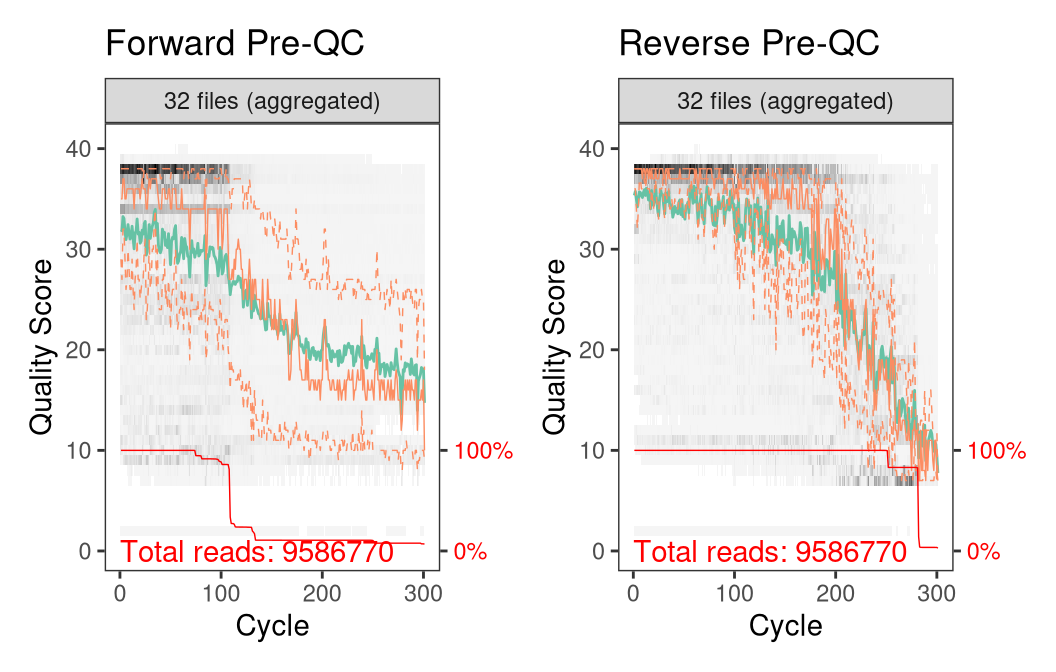 Forward Pre-QC
32 files (aggregated)
Quality Score
40
30
20
10
0
100%
0%
Total reads: 9586770
0
100
200
300
Cycle
Reverse Pre-QC
32 files (aggregated)
Quality Score
40
30
20
10
0
100%
0%
Total reads: 9586770
0
100
200
300
Cycle